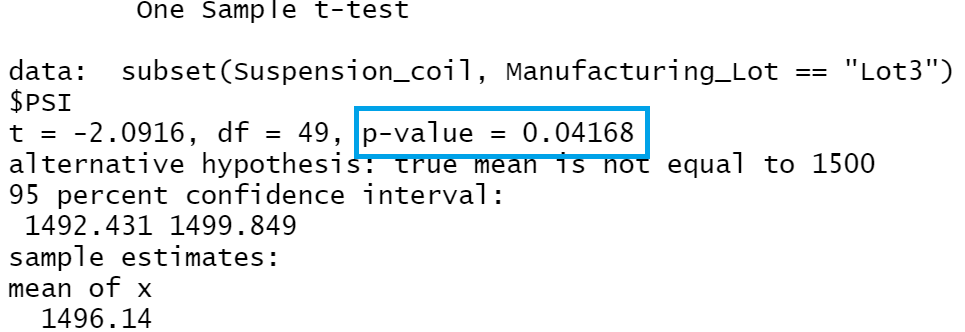 One Sample t-test
data:  subset(Suspension_coil, Manufacturing_Lot == "Lot3")
$PSI
t = -2.0916, df = 49, p-value = 0.04168
alternative hypothesis: true mean is not equal to 1500
95 percent confidence interval:
1492.431 1499.849
sample estimates:
mean of x
1496.14